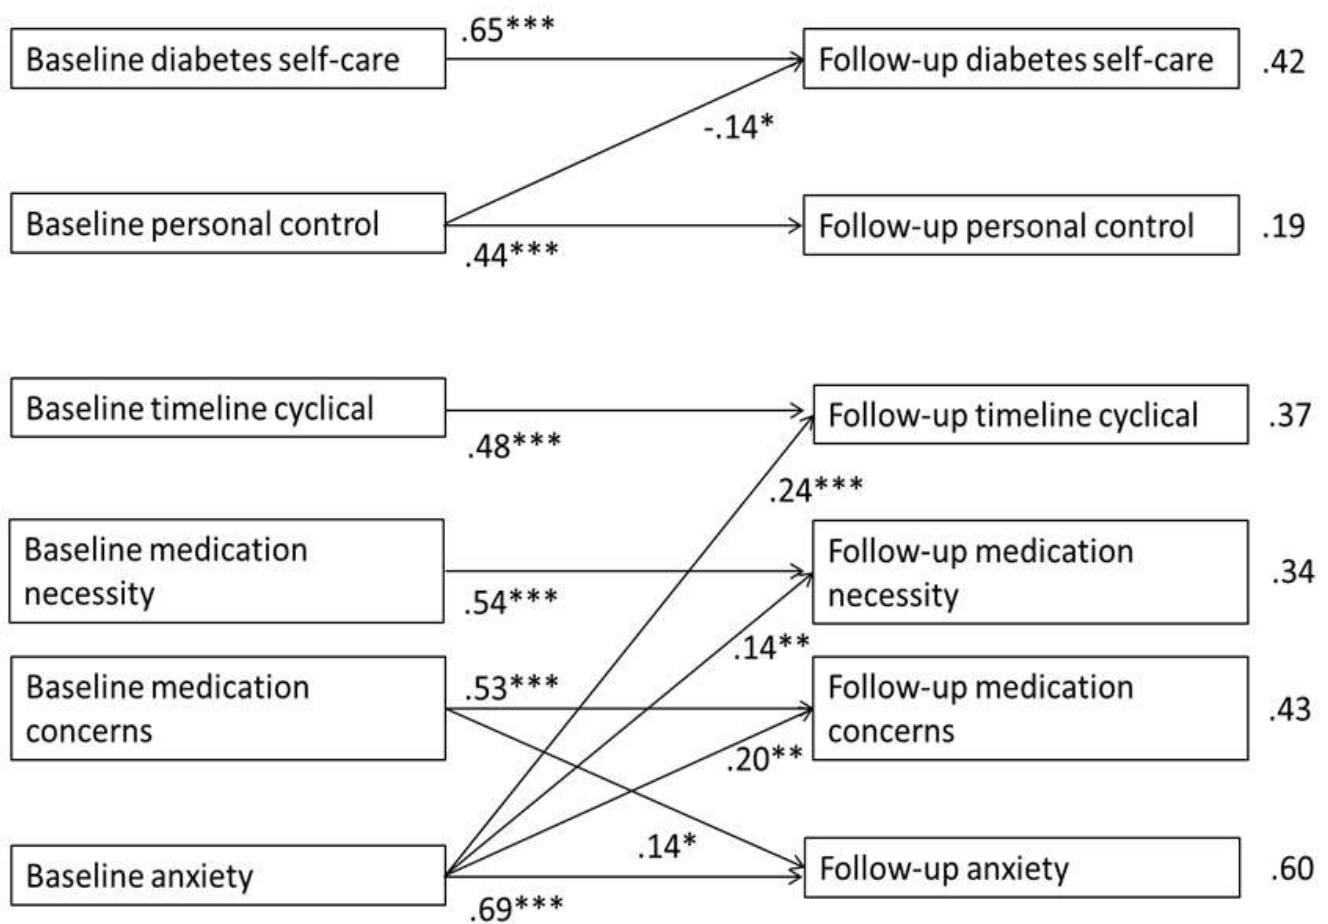 .65***
Baseline diabetes self-care
Follow-up diabetes self-care
.42
-.14*
Baseline personal control
Follow-up personal control
.19
.44***
Baseline timeline cyclical
Follow-up timeline cyclical
.37
.48***
.24***
Baseline medication
necessity
Follow-up medication
necessity
.34
.54***
.14**
Baseline medication
concerns
.53***
Follow-up medication
concerns
.43
.20**
.14*
Baseline anxiety
Follow-up anxiety
.60
.69***